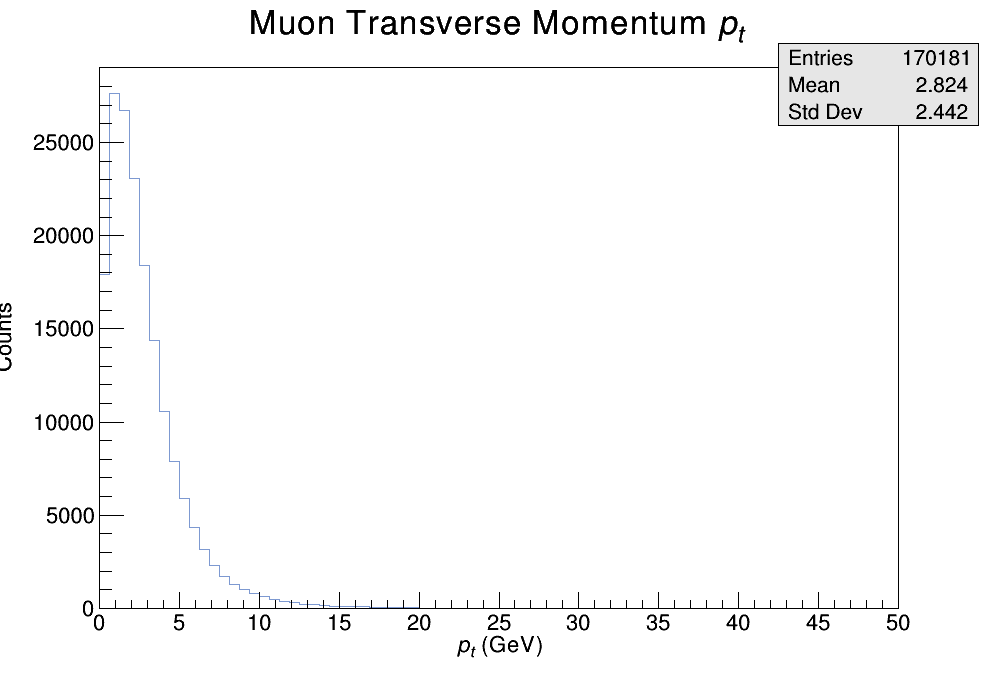 Muon Transverse Momentum pt
Entries 170181
Mean 2.824
Std Dev 2.442
25000
20000
15000
10000
5000
0
Counts
0 5 10 15 20 25 30 35 40 45 50
pt (GeV)